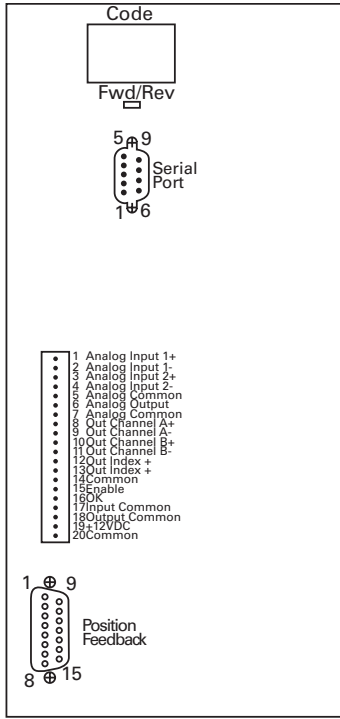 Code
Fwd/Rev
5 9
Serial
Port
1 6
1 Analog Input 1+
2 Analog Input 1-
3 Analog Input 2+
4 Analog Input 2-
5 Analog Common
6 Analog Output
7 Analog Common
8 Out Channel A+
9 Out Channel A-
10 Out Channel B+
11 Out Channel B-
12 Out Index +
13 Out Index +
14 Common
15 Enable
16 OK
17 Input Common
18 Output Common
19 +12VDC
20 Common
1 9
Position
Feedback
8 15